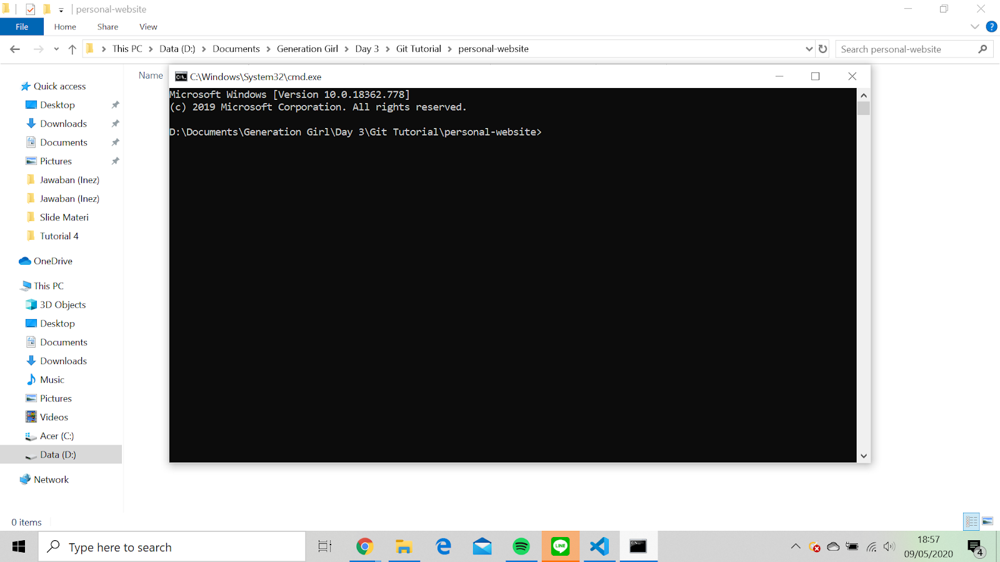 personal-website
File Home Share View
This PC Data (D:) Documents Generation Girl Day 3 Git Tutorial personal-website
Search personal-website
Name
C:\Windows\System32\cmd.exe
Microsoft Windows [Version 10.0.18362.778]
(c) 2019 Microsoft Corporation. All rights reserved.
D:\Documents\Generation Girl\Day 3\Git Tutorial\personal-website>
Quick access
Desktop
Downloads
Documents
Pictures
Jawaban (Inez)
Jawaban (Inez)
Slide Materi
Tutorial 4
OneDrive
This PC
3D Objects
Desktop
Documents
Downloads
Music
Pictures
Videos
Acer (C:)
Data (D:)
Network
0 items
Type here to search
LINE
18:57
09/05/2020
4